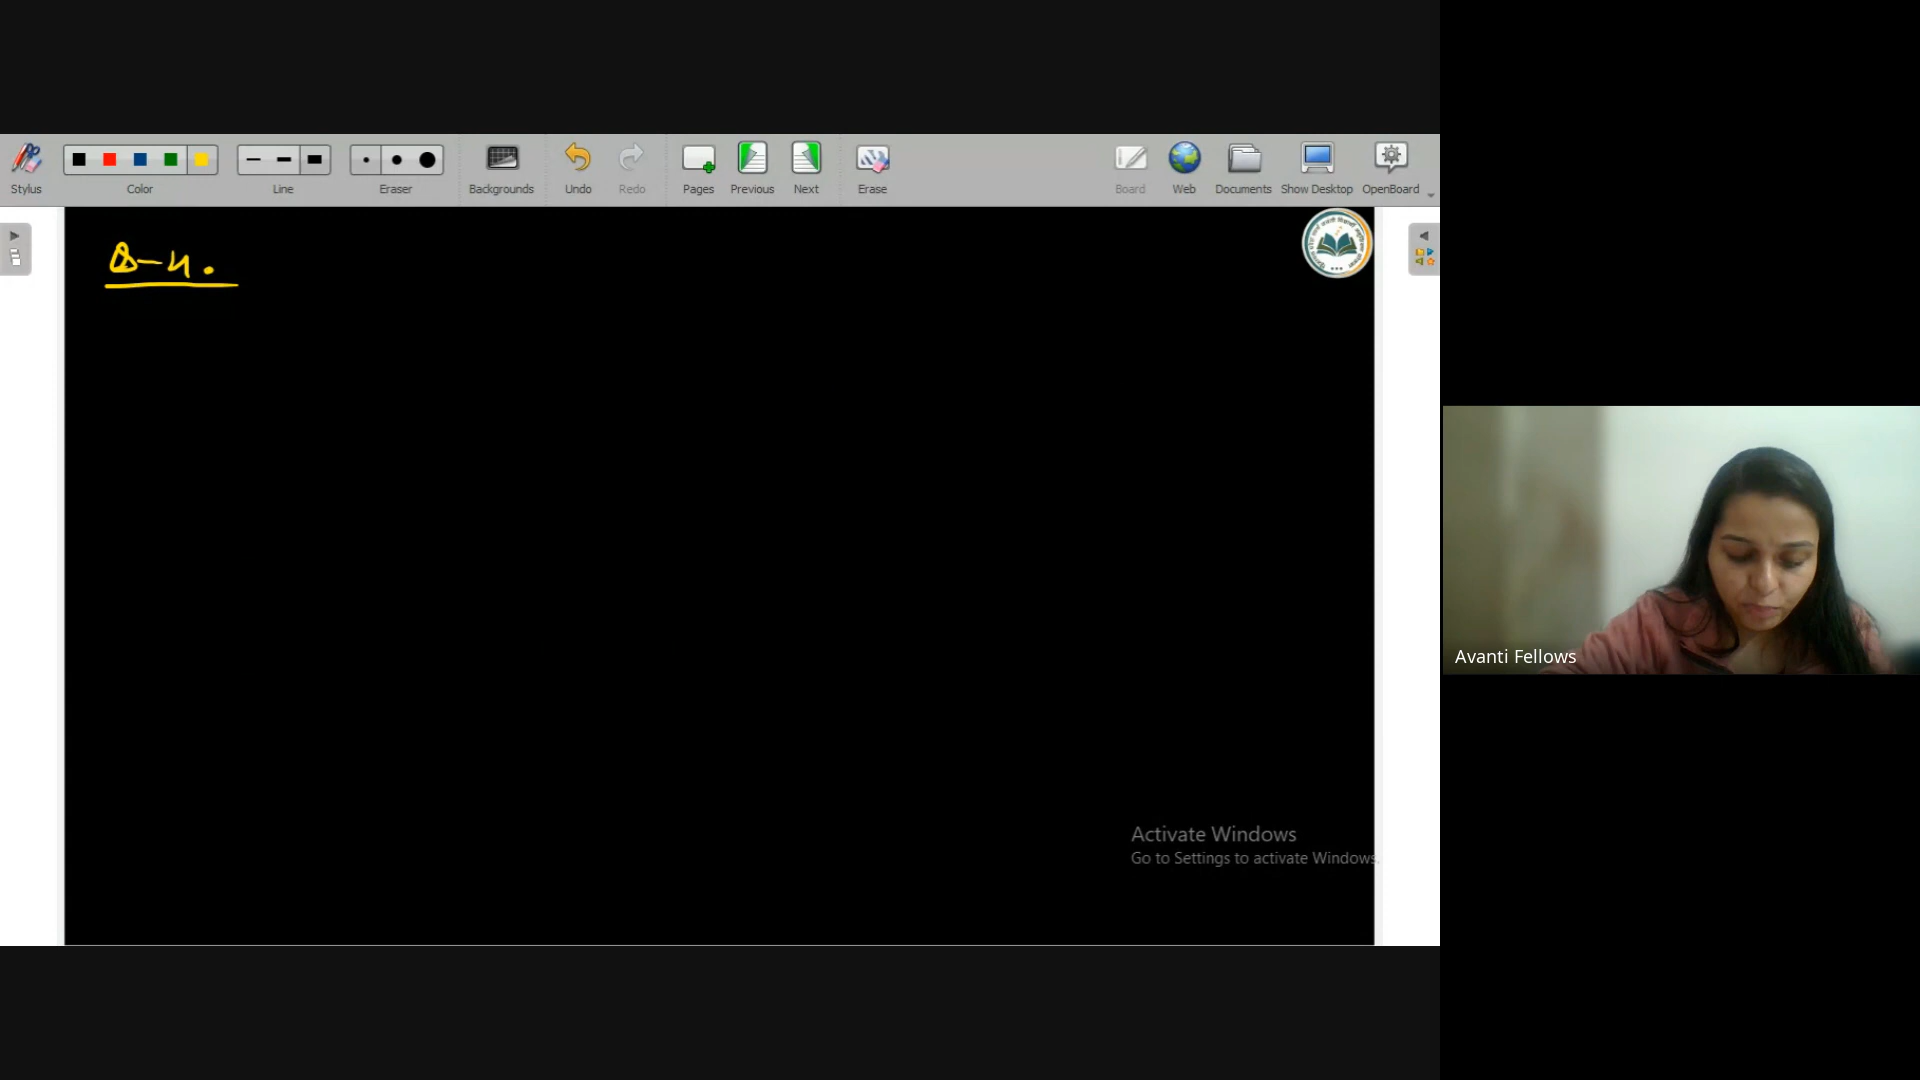 Stylus
Color
Line
Eraser
Backgrounds
Undo
Redo
Pages
Previous
Next
Erase
Board
Web
Documents
Show Desktop
OpenBoard
Q-4.
Activate Windows
Go to Settings to activate Windows.
Avanti Fellows